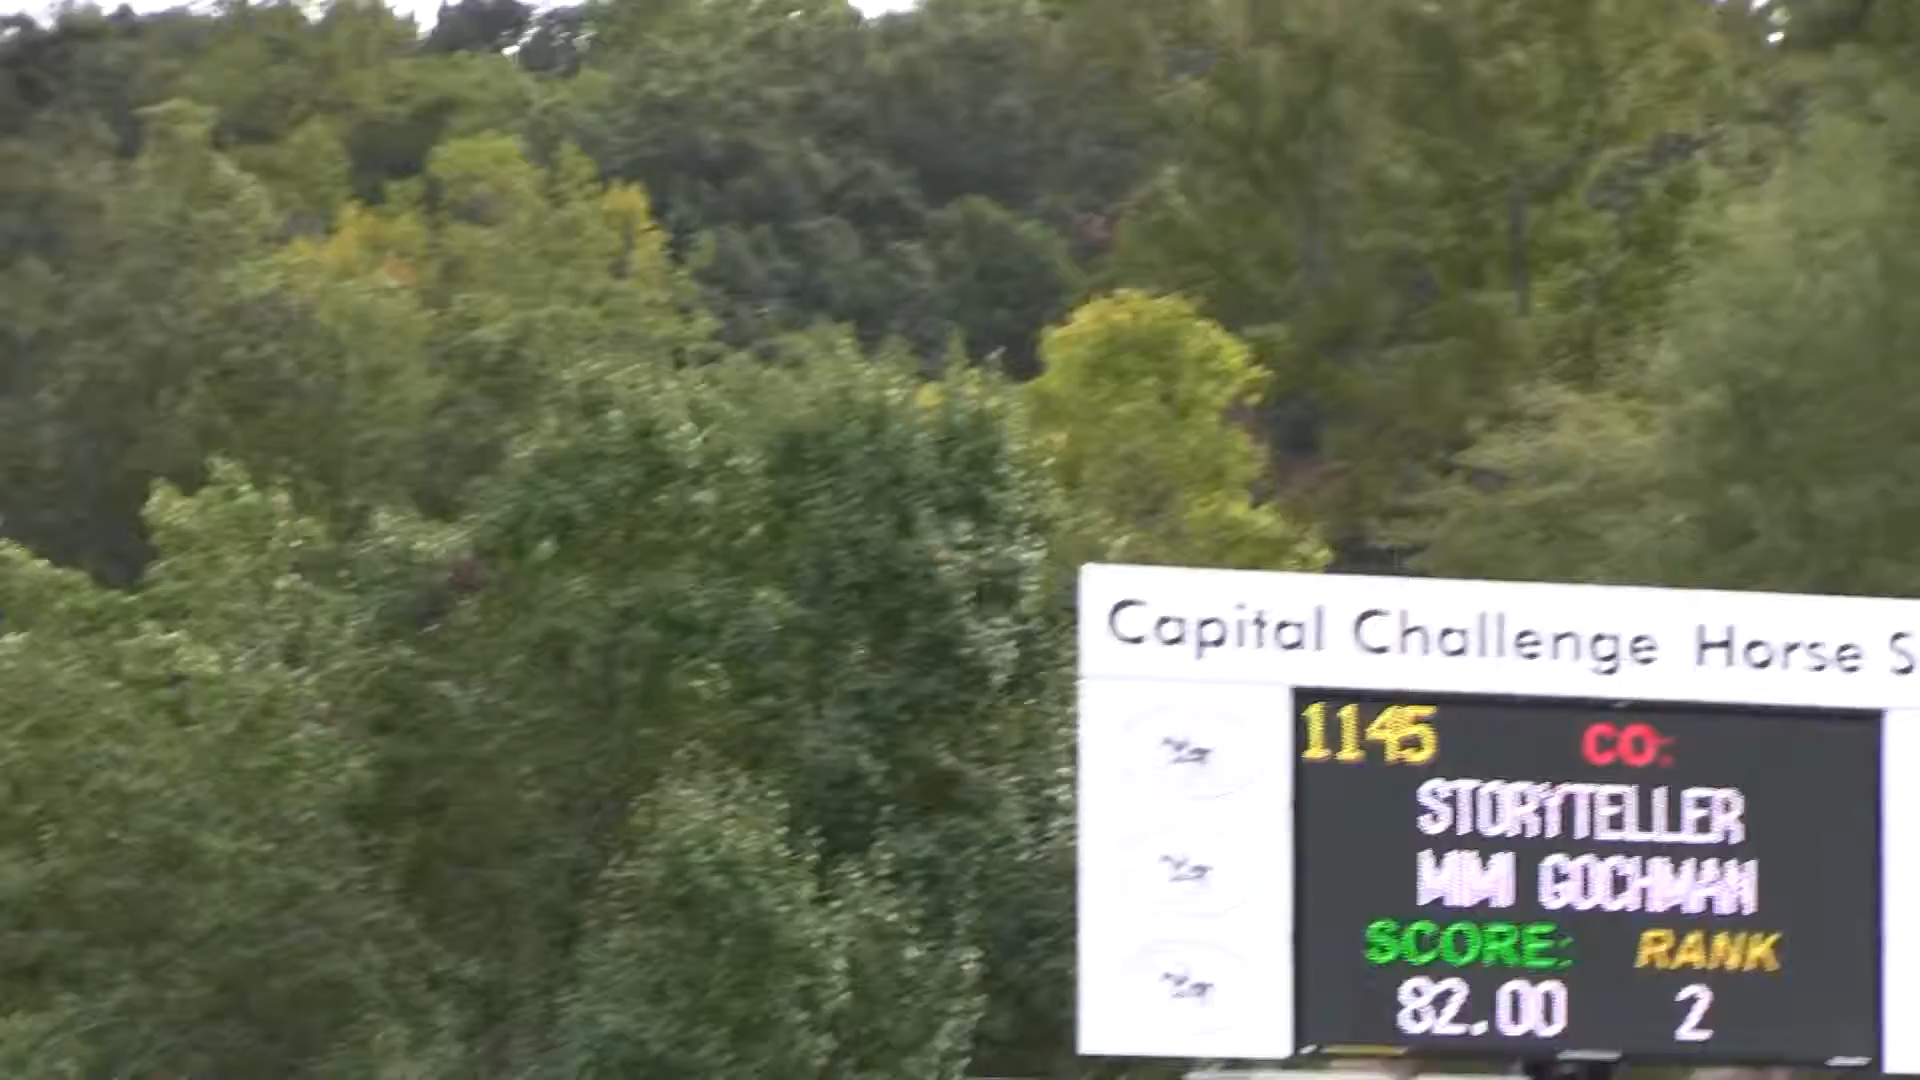 Capital Challenge Horse S
1145 CO:
STORYTELLER
MIMI GOCHMAN
SCORE: RANK
82.00 2